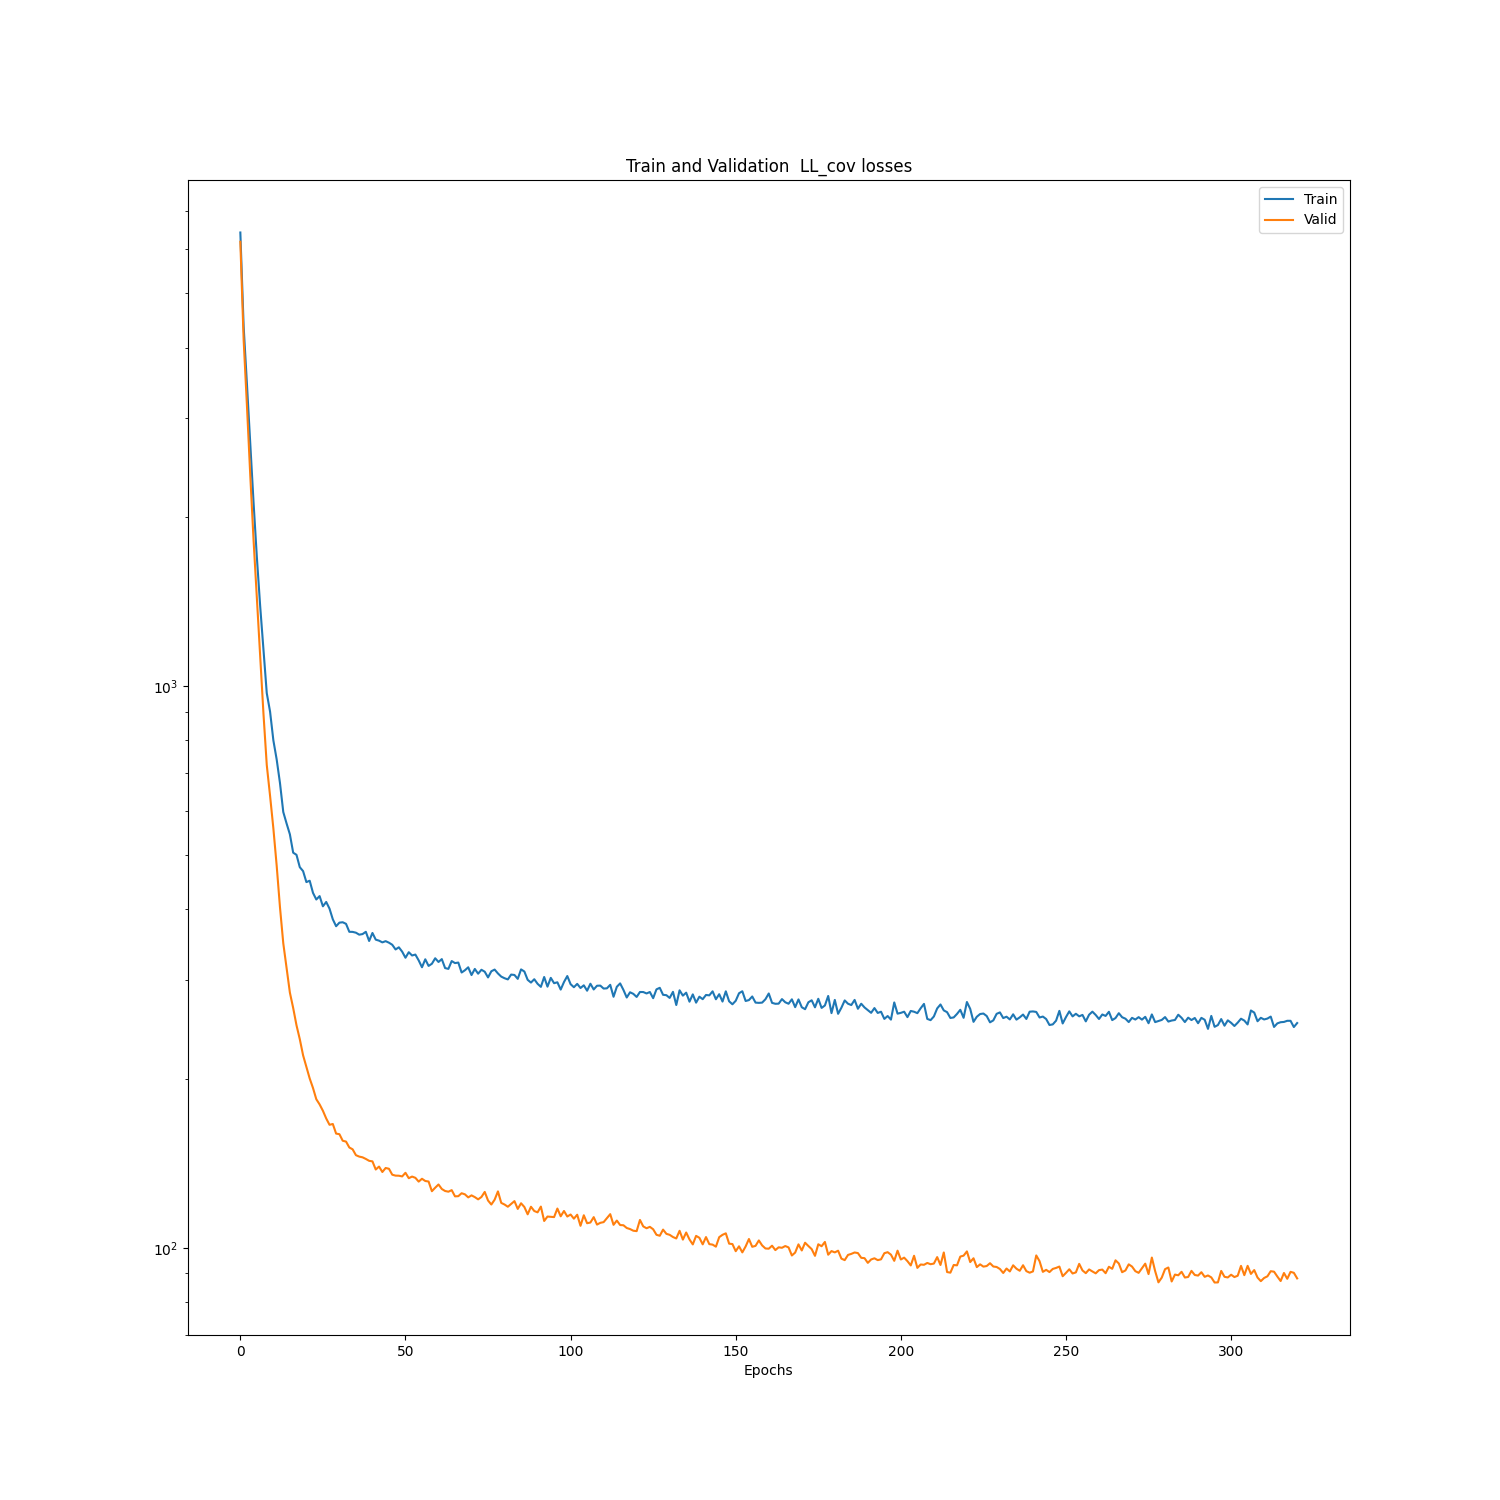 Train and Validation  LL_cov losses
Train
Valid
10³
10²
0 50 100 150 200 250 300
Epochs